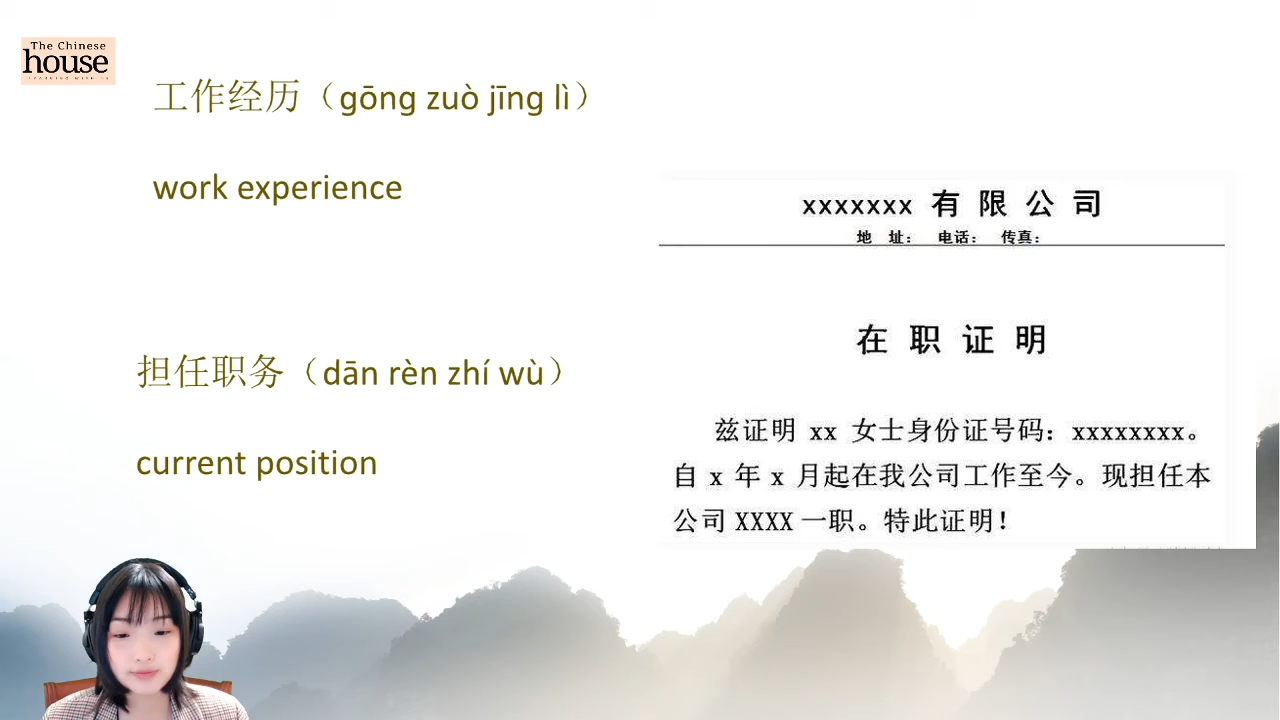 The Chinese
house
LEARNING WITH US
工作经历（gōng zuò jīng lì）
work experience
担任职务（dān rèn zhí wù）
current position
xxxxxxx 有 限 公 司
地 址： 电话： 传真：
在 职 证 明
兹证明 xx 女士身份证号码：xxxxxxxx。
自 x 年 x 月起在我公司工作至今。现担任本
公司 XXXX 一职。特此证明！